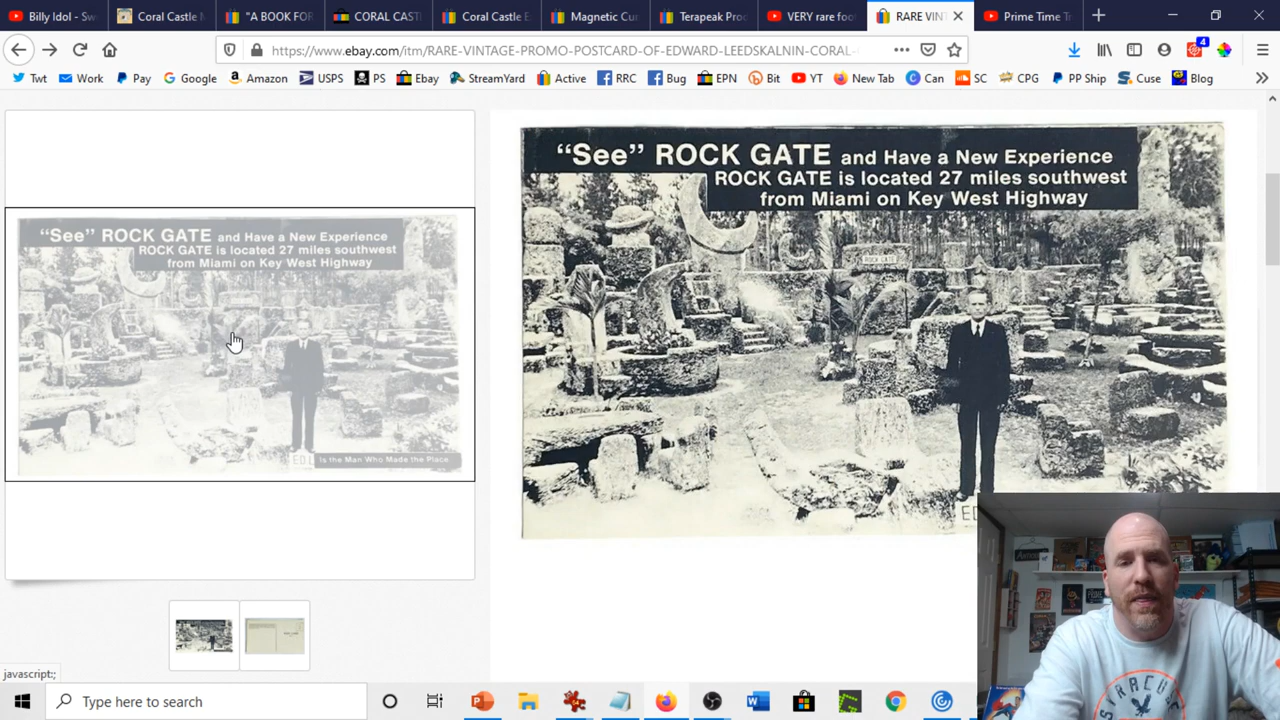 Billy Idol - Sw
Coral Castle M
"A BOOK FOR
CORAL CAST
Coral Castle E
Magnetic Cur
Terapeak Pro
VERY rare foo
RARE VIN
Prime Time Tr
https://www.ebay.com/itm/RARE-VINTAGE-PROMO-POSTCARD-OF-EDWARD-LEEDSKALNIN-CORAL-
4
Twt
Work
Pay
Google
Amazon
USPS
PS
Ebay
StreamYard
Active
RRC
Bug
EPN
Bit
YT
New Tab
Can
SC
CPG
PP Ship
Cuse
Blog
"See" ROCK GATE and Have a New Experience
ROCK GATE is located 27 miles southwest
from Miami on Key West Highway
ED L
Is the Man Who Made the Place
"See" ROCK GATE and Have a New Experience
ROCK GATE is located 27 miles southwest
from Miami on Key West Highway
ROCK GATE
ED
javascript:;
Type here to search
SYRACUSE